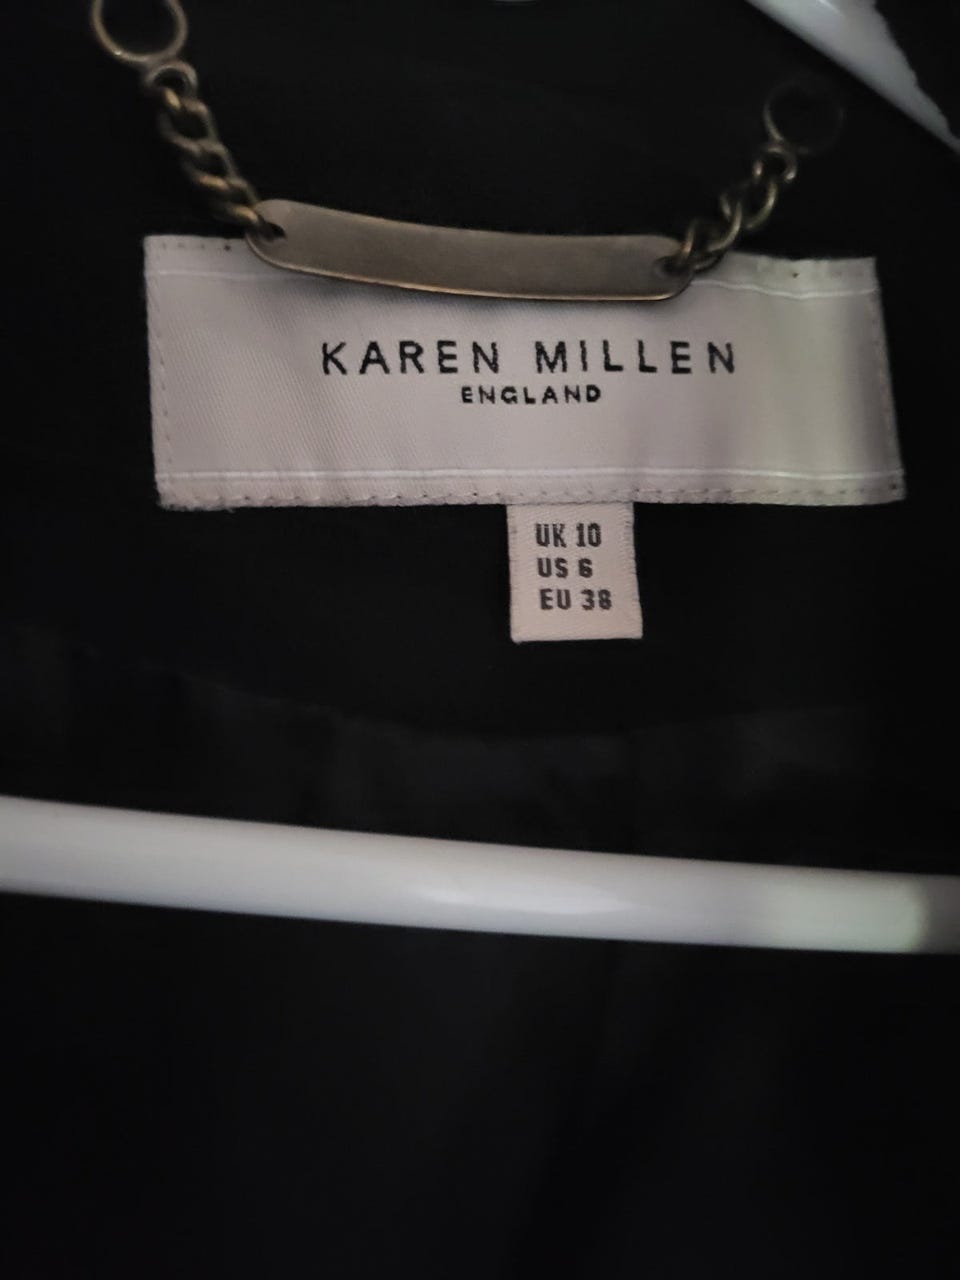 KAREN MILLEN
ENGLAND
UK 10
US 6
EU 38